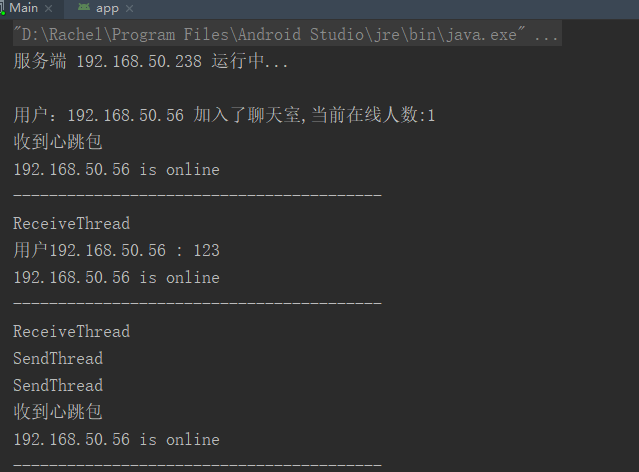 Main
app
"D:\Rachel\Program Files\Android Studio\jre\bin\java.exe" ...
服务端 192.168.50.238 运行中...
用户：192.168.50.56 加入了聊天室,当前在线人数:1
收到心跳包
192.168.50.56 is online
-----------------------------------------
ReceiveThread
用户192.168.50.56 : 123
192.168.50.56 is online
-----------------------------------------
ReceiveThread
SendThread
SendThread
收到心跳包
192.168.50.56 is online
-----------------------------------------